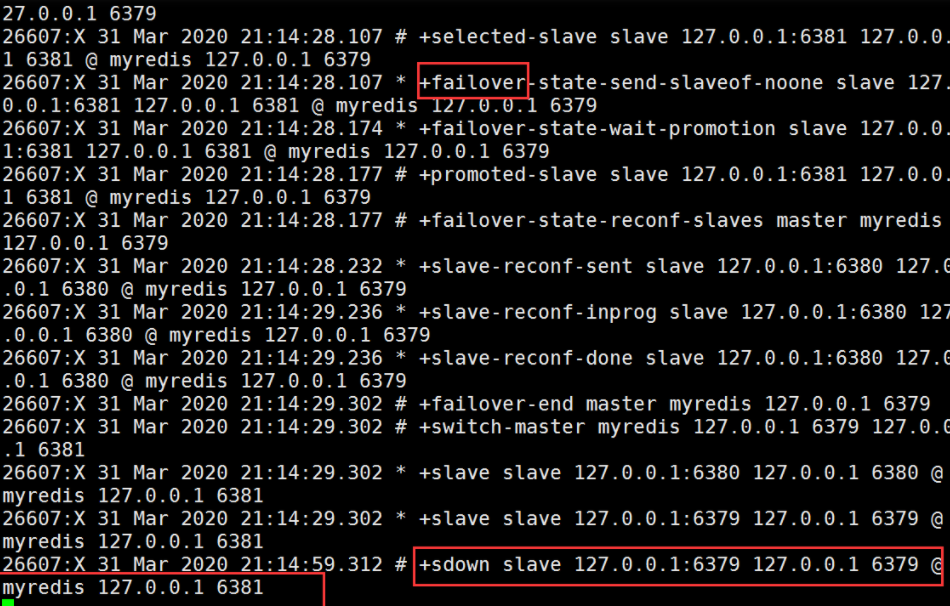 27.0.0.1 6379
26607:X 31 Mar 2020 21:14:28.107 # +selected-slave slave 127.0.0.1:6381 127.0.0.
1 6381 @ myredis 127.0.0.1 6379
26607:X 31 Mar 2020 21:14:28.107 * +failover-state-send-slaveof-noone slave 127.
0.0.1:6381 127.0.0.1 6381 @ myredis 127.0.0.1 6379
26607:X 31 Mar 2020 21:14:28.174 * +failover-state-wait-promotion slave 127.0.0.
1:6381 127.0.0.1 6381 @ myredis 127.0.0.1 6379
26607:X 31 Mar 2020 21:14:28.177 # +promoted-slave slave 127.0.0.1:6381 127.0.0.
1 6381 @ myredis 127.0.0.1 6379
26607:X 31 Mar 2020 21:14:28.177 # +failover-state-reconf-slaves master myredis
127.0.0.1 6379
26607:X 31 Mar 2020 21:14:28.232 * +slave-reconf-sent slave 127.0.0.1:6380 127.0
.0.1 6380 @ myredis 127.0.0.1 6379
26607:X 31 Mar 2020 21:14:29.236 * +slave-reconf-inprog slave 127.0.0.1:6380 127
.0.0.1 6380 @ myredis 127.0.0.1 6379
26607:X 31 Mar 2020 21:14:29.236 * +slave-reconf-done slave 127.0.0.1:6380 127.0
.0.1 6380 @ myredis 127.0.0.1 6379
26607:X 31 Mar 2020 21:14:29.302 # +failover-end master myredis 127.0.0.1 6379
26607:X 31 Mar 2020 21:14:29.302 # +switch-master myredis 127.0.0.1 6379 127.0.0
.1 6381
26607:X 31 Mar 2020 21:14:29.302 * +slave slave 127.0.0.1:6380 127.0.0.1 6380 @
myredis 127.0.0.1 6381
26607:X 31 Mar 2020 21:14:29.302 * +slave slave 127.0.0.1:6379 127.0.0.1 6379 @
myredis 127.0.0.1 6381
26607:X 31 Mar 2020 21:14:59.312 # +sdown slave 127.0.0.1:6379 127.0.0.1 6379 @
myredis 127.0.0.1 6381